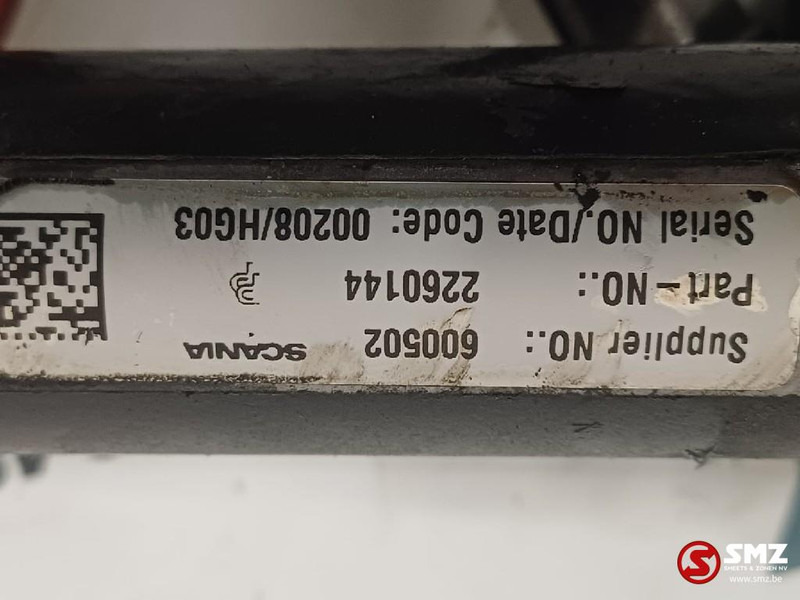 Supplier NO.: 600502 SCANIA
Part-NO.: 2260144
Serial NO./Date Code: 00208/HG03
SMZ
SMEETS & ZONEN NV
www.smz.be